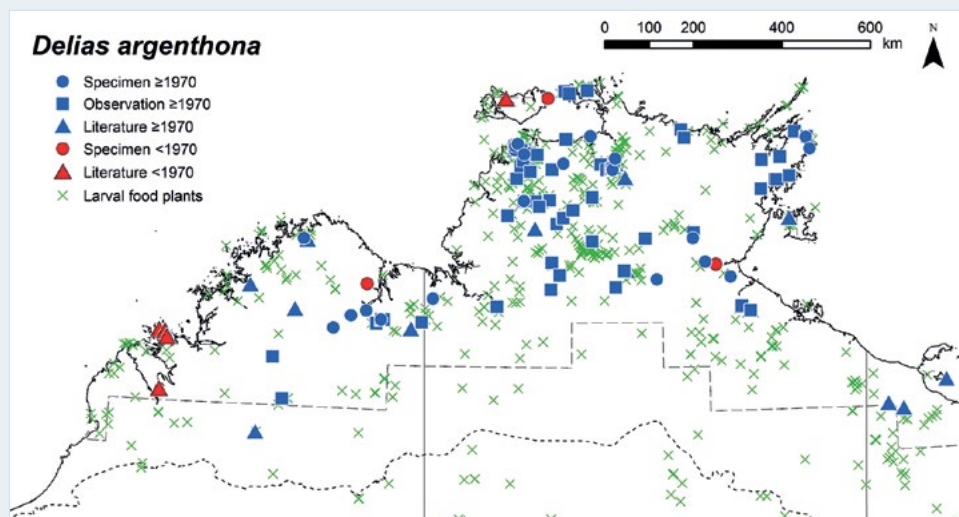 Delias argenthona
Specimen ≥1970
Observation ≥1970
Literature ≥1970
Specimen <1970
Literature <1970
Larval food plants
0 100 200 400 600
km
N